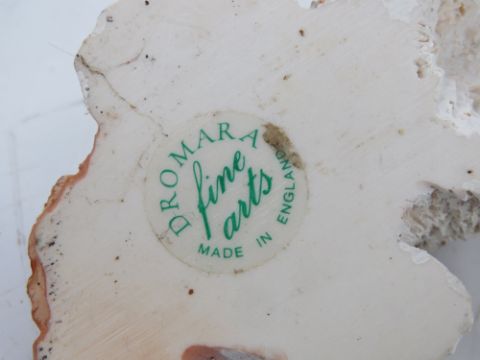 DROMARA
fine
arts
MADE IN ENGLAND